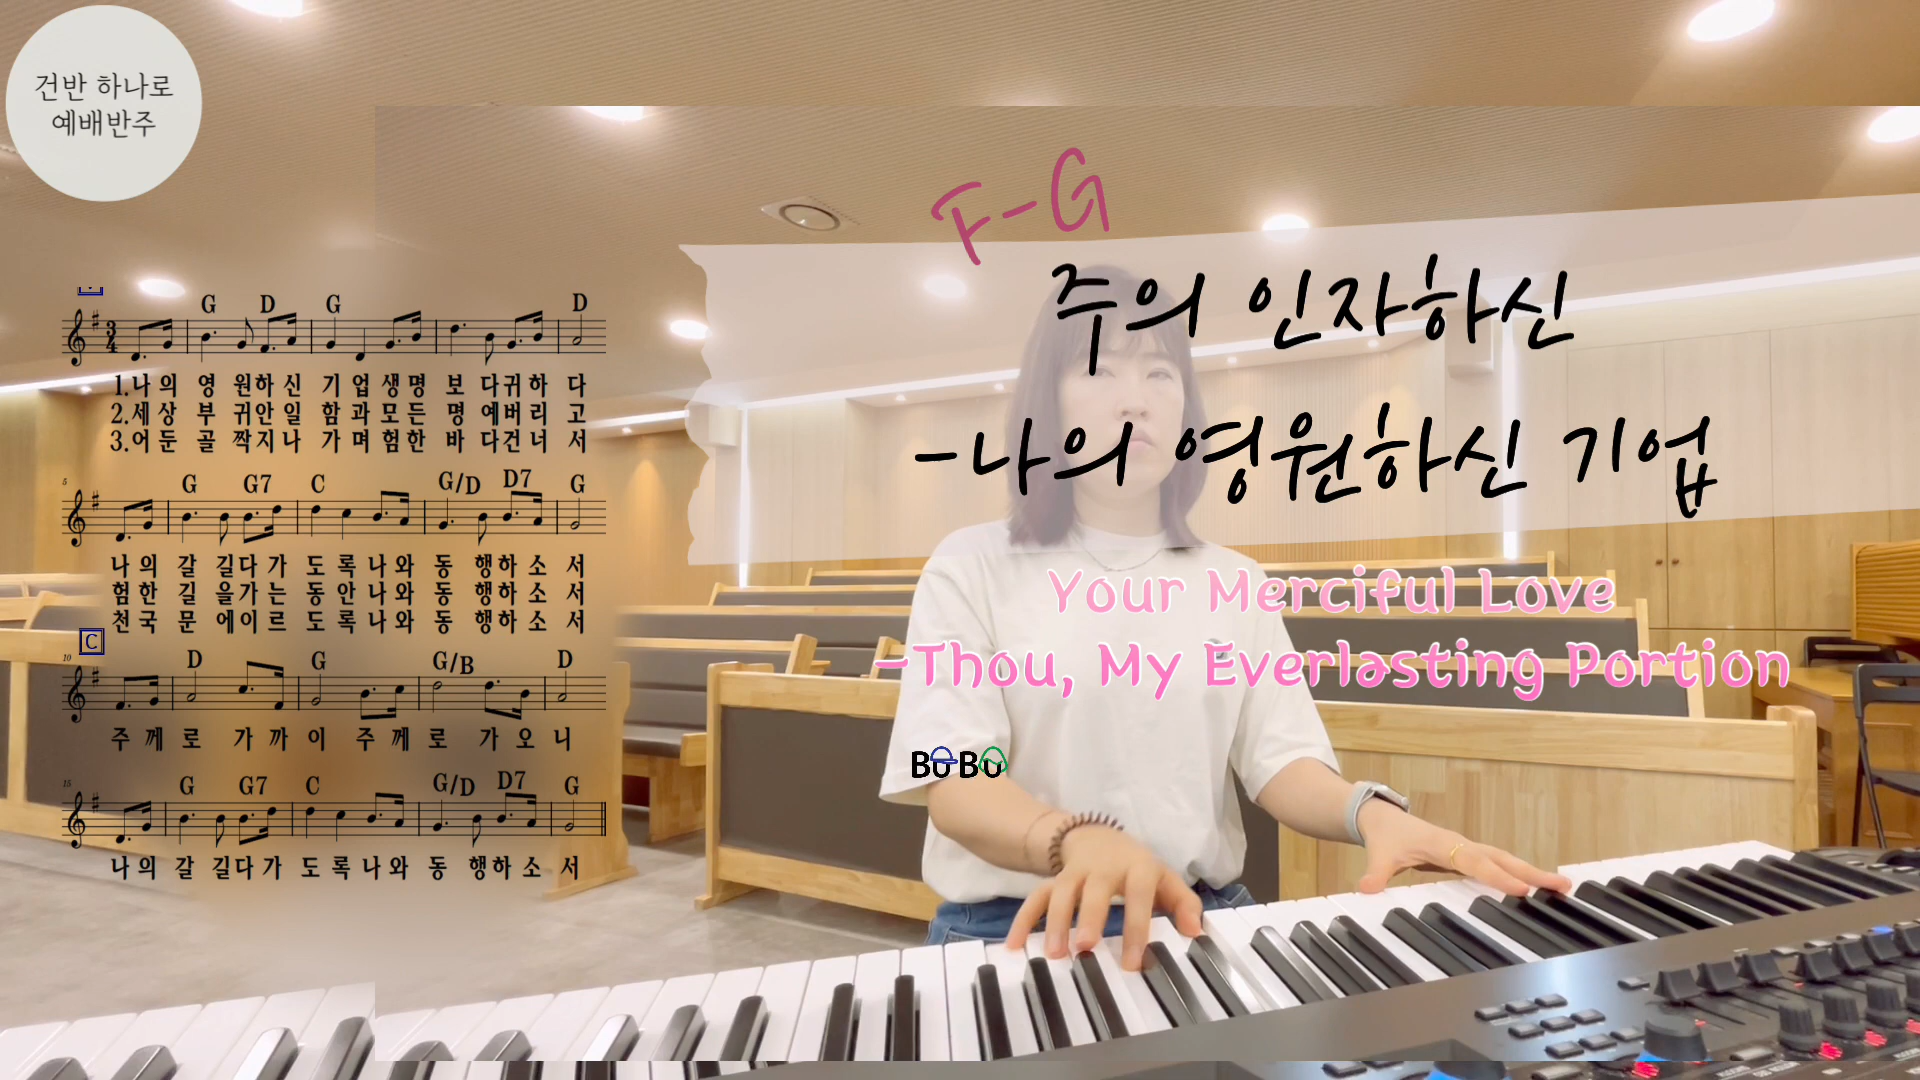 건반 하나로
예배반주
F-G
주의 인자하신
-나의 영원하신 기업
Your Merciful Love
-Thou, My Everlasting Portion
BoBo
G D G D
3
4
1.나의 영 원하 신 기업생명 보 다귀하 다
2.세상 부 귀안일 함과모든 명 예버리 고
3.어둔 골 짝지나 가며험한 바 다건너 서
5
G G7 C G/D D7 G
나의 갈 길다가 도록나와 동 행하 소 서
험한 길 을가는 동안나와 동 행하 소 서
천국 문 에이르 도록나와 동 행하 소 서
C
10
D G G/B D
주께 로 가까이 주께 로 가오니
15
G G7 C G/D D7 G
나의 갈 길다가 도록나와 동 행하 소 서